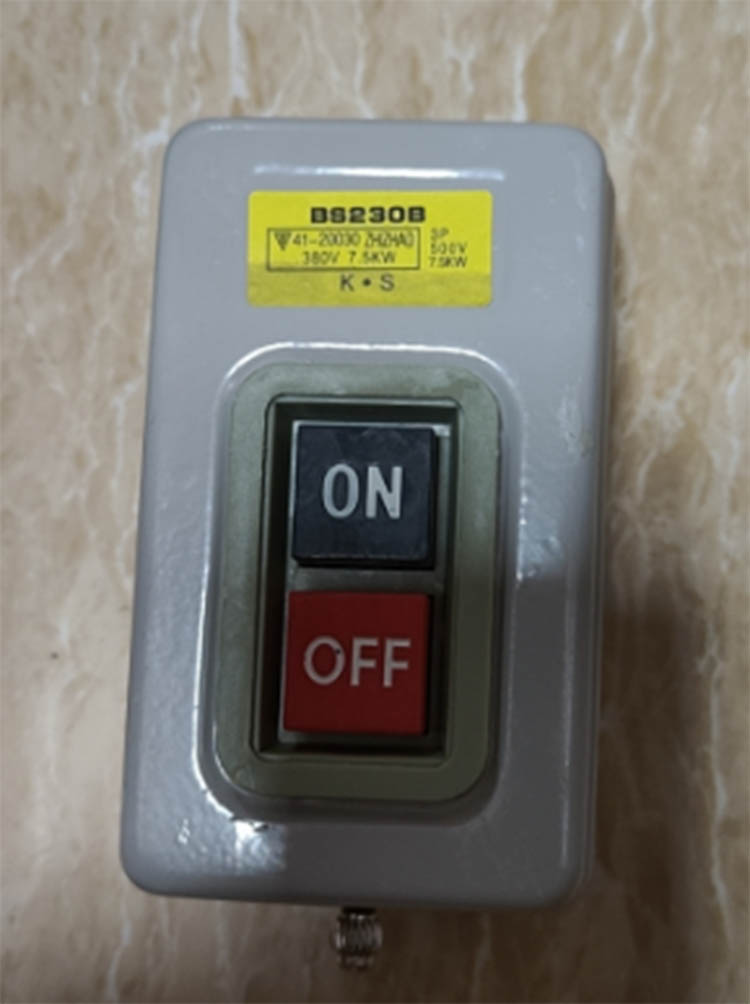 BS230B
41-20030 ZHIZHAO
380V 7.5KW
3P
500V
7.5KW
K • S
ON
OFF